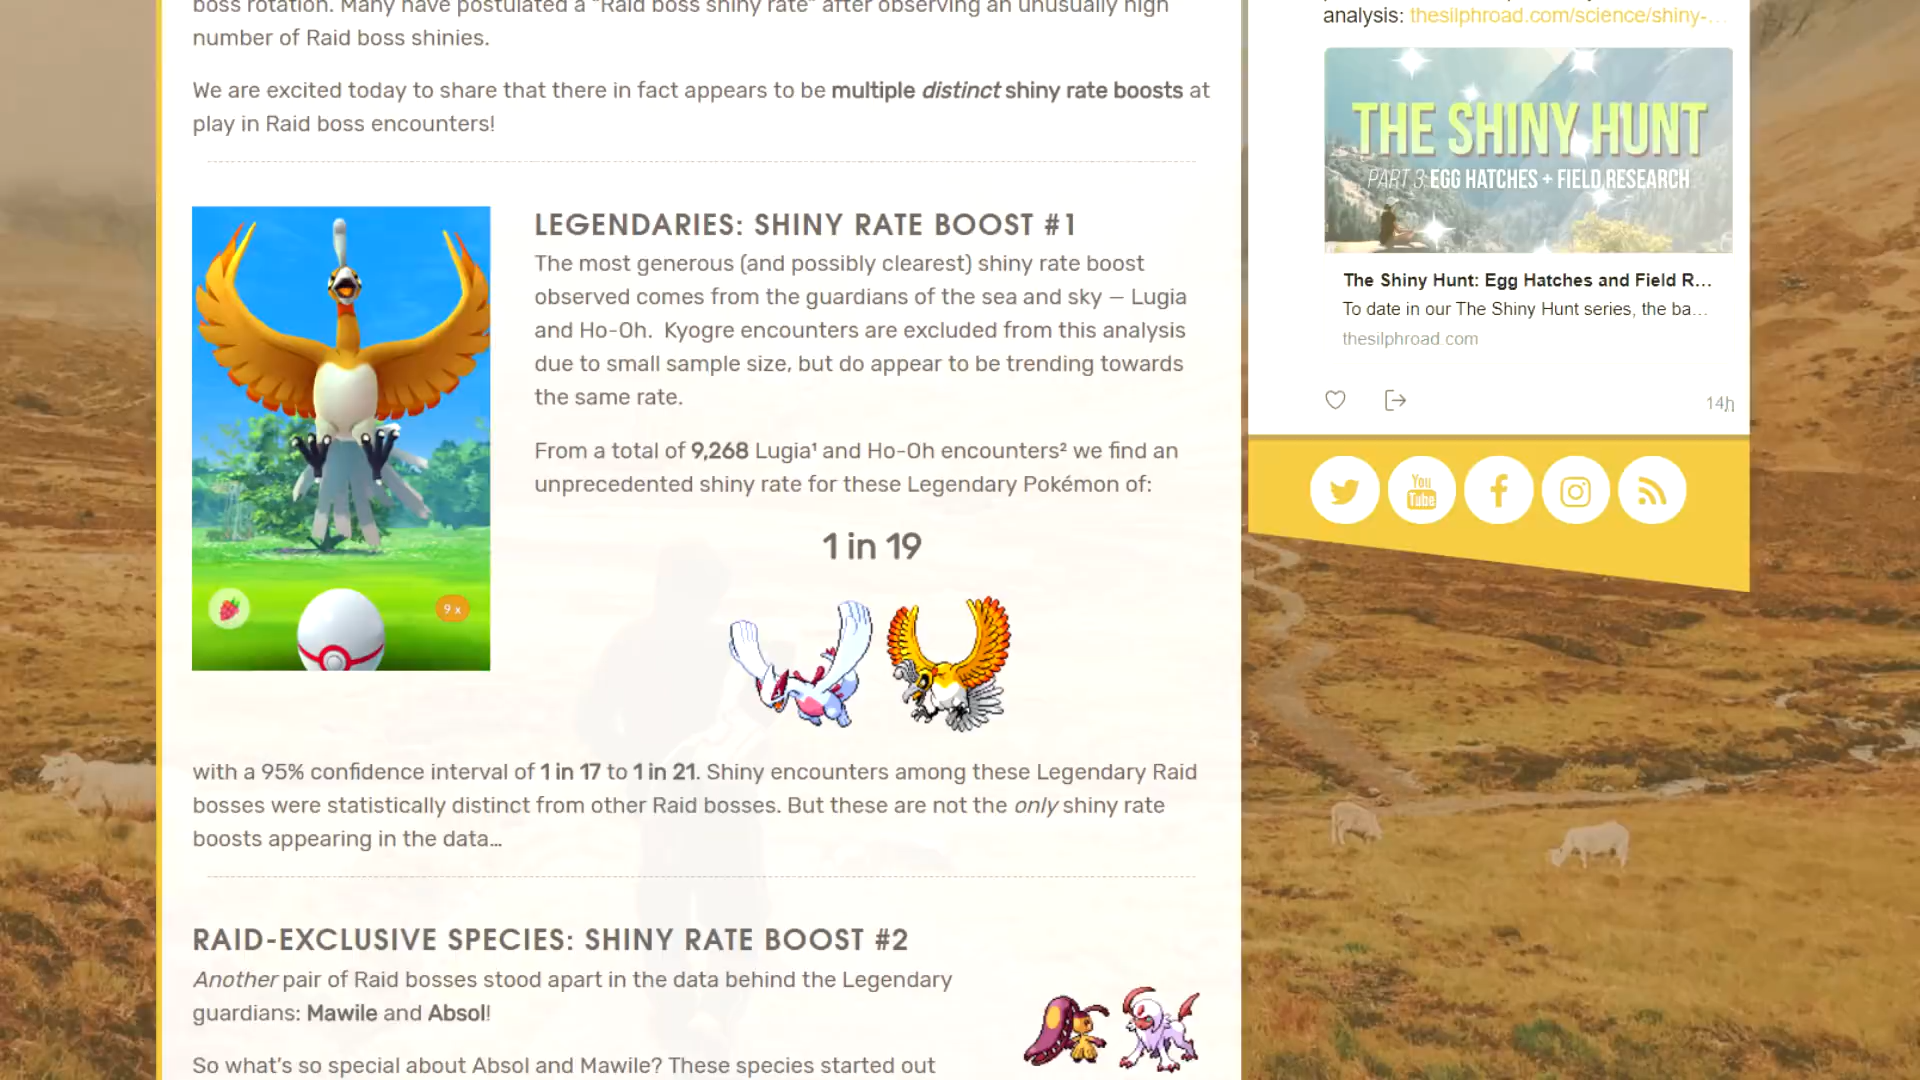 boss rotation. Many have postulated a "Raid boss shiny rate" after observing an unusually high
number of Raid boss shinies.
We are excited today to share that there in fact appears to be multiple distinct shiny rate boosts at
play in Raid boss encounters!
LEGENDARIES: SHINY RATE BOOST #1
The most generous (and possibly clearest) shiny rate boost
observed comes from the guardians of the sea and sky — Lugia
and Ho-Oh. Kyogre encounters are excluded from this analysis
due to small sample size, but do appear to be trending towards
the same rate.
From a total of 9,268 Lugia¹ and Ho-Oh encounters² we find an
unprecedented shiny rate for these Legendary Pokémon of:
1 in 19
9 x
with a 95% confidence interval of 1 in 17 to 1 in 21. Shiny encounters among these Legendary Raid
bosses were statistically distinct from other Raid bosses. But these are not the only shiny rate
boosts appearing in the data...
RAID-EXCLUSIVE SPECIES: SHINY RATE BOOST #2
Another pair of Raid bosses stood apart in the data behind the Legendary
guardians: Mawile and Absol!
So what's so special about Absol and Mawile? These species started out
analysis: thesilphroad.com/science/shiny-...
THE SHINY HUNT
PART 3: EGG HATCHES + FIELD RESEARCH
The Shiny Hunt: Egg Hatches and Field R...
To date in our The Shiny Hunt series, the ba...
thesilphroad.com
14h
You
Tube